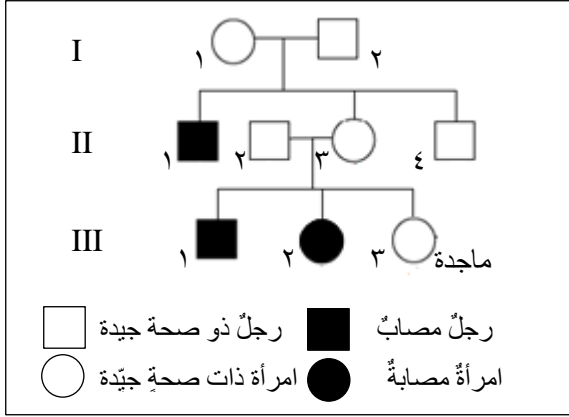 I ١ ٢
II ١ ٢ ٣ ٤
III ١ ٢ ٣ ماجدة
رجلٌ مصابٌ رجلٌ ذو صحة جيدة
امرأةٌ مصابةٌ امرأة ذات صحةٍ جيّدة